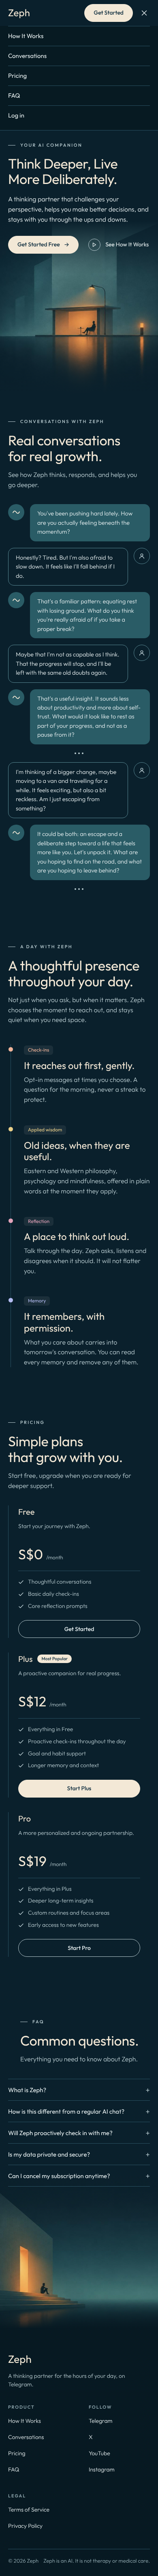 Zeph
Get Started
How It Works
Conversations
Pricing
FAQ
Log in
YOUR AI COMPANION
Think Deeper, Live
More Deliberately.
A thinking partner that challenges your
perspective, helps you make better decisions, and
stays with you through the ups and downs.
Get Started Free →
See How It Works
CONVERSATIONS WITH ZEPH
Real conversations
for real growth.
See how Zeph thinks, responds, and helps you
go deeper.
You've been pushing hard lately. How
are you actually feeling beneath the
momentum?
Honestly? Tired. But I'm also afraid to
slow down. It feels like I'll fall behind if I
do.
That's a familiar pattern: equating rest
with losing ground. What do you think
you're really afraid of if you take a
proper break?
Maybe that I'm not as capable as I think.
That the progress will stop, and I'll be
left with the same old doubts again.
That's a useful insight. It sounds less
about productivity and more about self-
trust. What would it look like to rest as
part of your progress, and not as a
pause from it?
I'm thinking of a bigger change, maybe
moving to a van and travelling for a
while. It feels exciting, but also a bit
reckless. Am I just escaping
something?
It could be both: an escape and a
deliberate step toward a life that feels
more like you. Let's unpack it. What are
you hoping to find on the road, and what
are you hoping to leave behind?
A DAY WITH ZEPH
A thoughtful presence
throughout your day.
Not just when you ask, but when it matters. Zeph
chooses the moment to reach out, and stays
quiet when you need space.
Check-ins
It reaches out first, gently.
Opt-in messages at times you choose. A
question for the morning, never a streak to
protect.
Applied wisdom
Old ideas, when they are
useful.
Eastern and Western philosophy,
psychology and mindfulness, offered in plain
words at the moment they apply.
Reflection
A place to think out loud.
Talk through the day. Zeph asks, listens and
disagrees when it should. It will not flatter
you.
Memory
It remembers, with
permission.
What you care about carries into
tomorrow's conversation. You can read
every memory and remove any of them.
PRICING
Simple plans
that grow with you.
Start free, upgrade when you are ready for
deeper support.
Free
Start your journey with Zeph.
S$0 /month
Thoughtful conversations
Basic daily check-ins
Core reflection prompts
Get Started
Plus Most Popular
A proactive companion for real progress.
S$12 /month
Everything in Free
Proactive check-ins throughout the day
Goal and habit support
Longer memory and context
Start Plus
Pro
A more personalized and ongoing partnership.
S$19 /month
Everything in Plus
Deeper long-term insights
Custom routines and focus areas
Early access to new features
Start Pro
FAQ
Common questions.
Everything you need to know about Zeph.
What is Zeph? +
How is this different from a regular AI chat? +
Will Zeph proactively check in with me? +
Is my data private and secure? +
Can I cancel my subscription anytime? +
Zeph
A thinking partner for the hours of your day, on
Telegram.
PRODUCT
How It Works
Conversations
Pricing
FAQ
FOLLOW
Telegram
X
YouTube
Instagram
LEGAL
Terms of Service
Privacy Policy
© 2026 Zeph Zeph is an AI. It is not therapy or medical care.